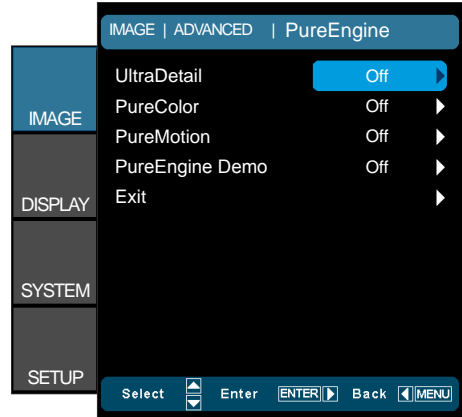 IMAGE | ADVANCED | PureEngine
UltraDetail Off
PureColor Off
PureMotion Off
PureEngine Demo Off
Exit
IMAGE
DISPLAY
SYSTEM
SETUP
Select Enter ENTER Back MENU